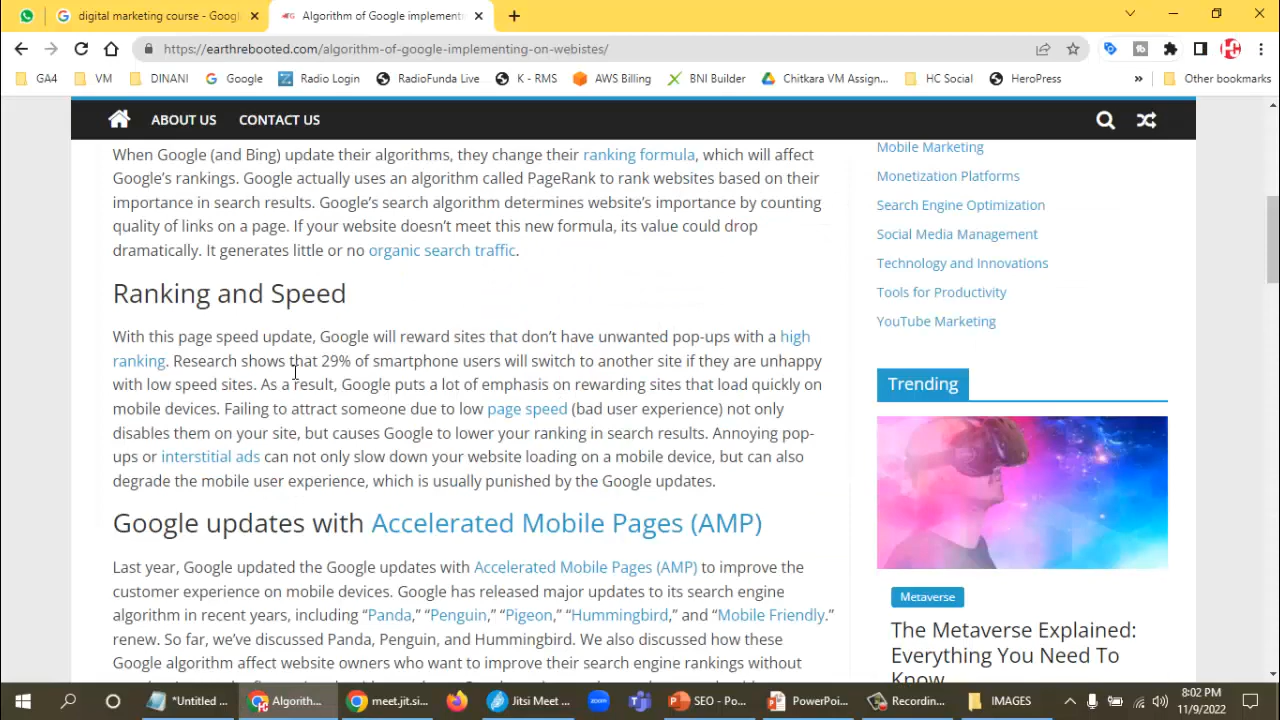 digital marketing course - Googl
Algorithm of Google implementi
https://earthrebooted.com/algorithm-of-google-implementing-on-webistes/
GA4
VM
DINANI
Google
Radio Login
RadioFunda Live
K - RMS
AWS Billing
BNI Builder
Chitkara VM Assign...
HC Social
HeroPress
»
Other bookmarks
ABOUT US
CONTACT US
When Google (and Bing) update their algorithms, they change their ranking formula, which will affect
Google's rankings. Google actually uses an algorithm called PageRank to rank websites based on their
importance in search results. Google's search algorithm determines website's importance by counting
quality of links on a page. If your website doesn't meet this new formula, its value could drop
dramatically. It generates little or no organic search traffic.
Ranking and Speed
With this page speed update, Google will reward sites that don't have unwanted pop-ups with a high
ranking. Research shows that 29% of smartphone users will switch to another site if they are unhappy
with low speed sites. As a result, Google puts a lot of emphasis on rewarding sites that load quickly on
mobile devices. Failing to attract someone due to low page speed (bad user experience) not only
disables them on your site, but causes Google to lower your ranking in search results. Annoying pop-
ups or interstitial ads can not only slow down your website loading on a mobile device, but can also
degrade the mobile user experience, which is usually punished by the Google updates.
Google updates with Accelerated Mobile Pages (AMP)
Last year, Google updated the Google updates with Accelerated Mobile Pages (AMP) to improve the
customer experience on mobile devices. Google has released major updates to its search engine
algorithm in recent years, including “Panda,” “Penguin,” “Pigeon,” “Hummingbird,” and “Mobile Friendly.”
renew. So far, we've discussed Panda, Penguin, and Hummingbird. We also discussed how these
Google algorithm affect website owners who want to improve their search engine rankings without
Mobile Marketing
Monetization Platforms
Search Engine Optimization
Social Media Management
Technology and Innovations
Tools for Productivity
YouTube Marketing
Trending
Metaverse
The Metaverse Explained:
Everything You Need To
Know
*Untitled ...
Algorith...
meet.jit.si...
Jitsi Meet ...
zoom
SEO - Po...
PowerPoi...
Recordin...
IMAGES
8:02 PM
11/9/2022